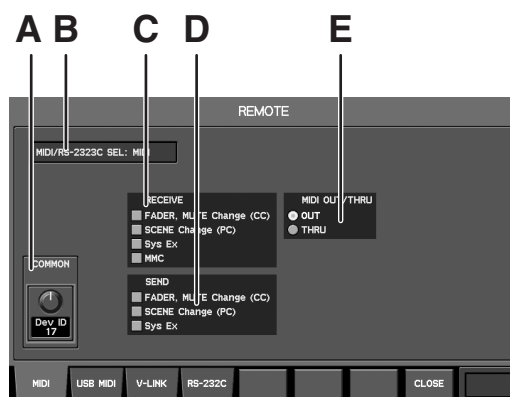 A B C D E
REMOTE
MIDI/RS-2323C SEL: MIDI
RECEIVE
FADER, MUTE Change (CC)
SCENE Change (PC)
Sys Ex
MMC
MIDI OUT/THRU
OUT
THRU
COMMON
Dev ID
17
SEND
FADER, MUTE Change (CC)
SCENE Change (PC)
Sys Ex
MIDI USB MIDI V-LINK RS-232C CLOSE